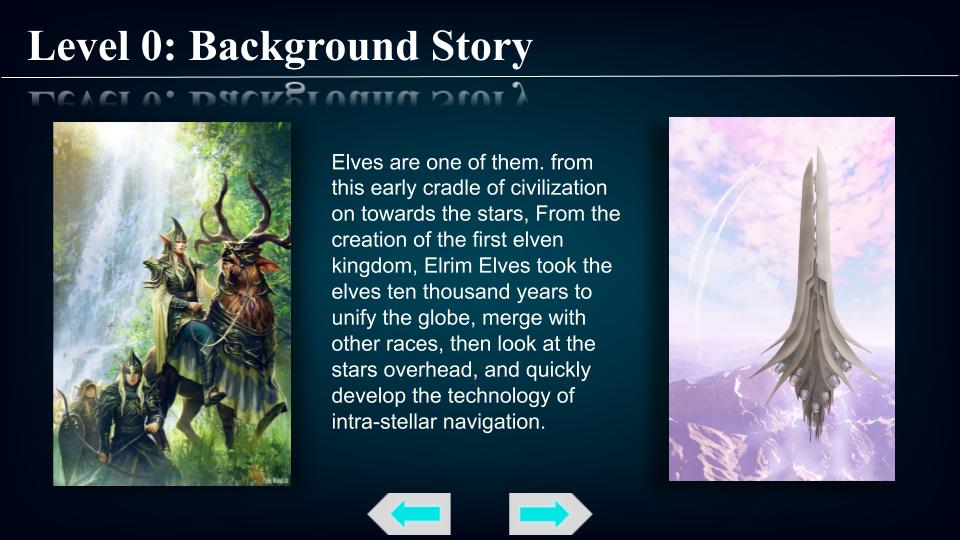 Level 0: Background Story
Elves are one of them. from
this early cradle of civilization
on towards the stars, From the
creation of the first elven
kingdom, Elrim Elves took the
elves ten thousand years to
unify the globe, merge with
other races, then look at the
stars overhead, and quickly
develop the technology of
intra-stellar navigation.